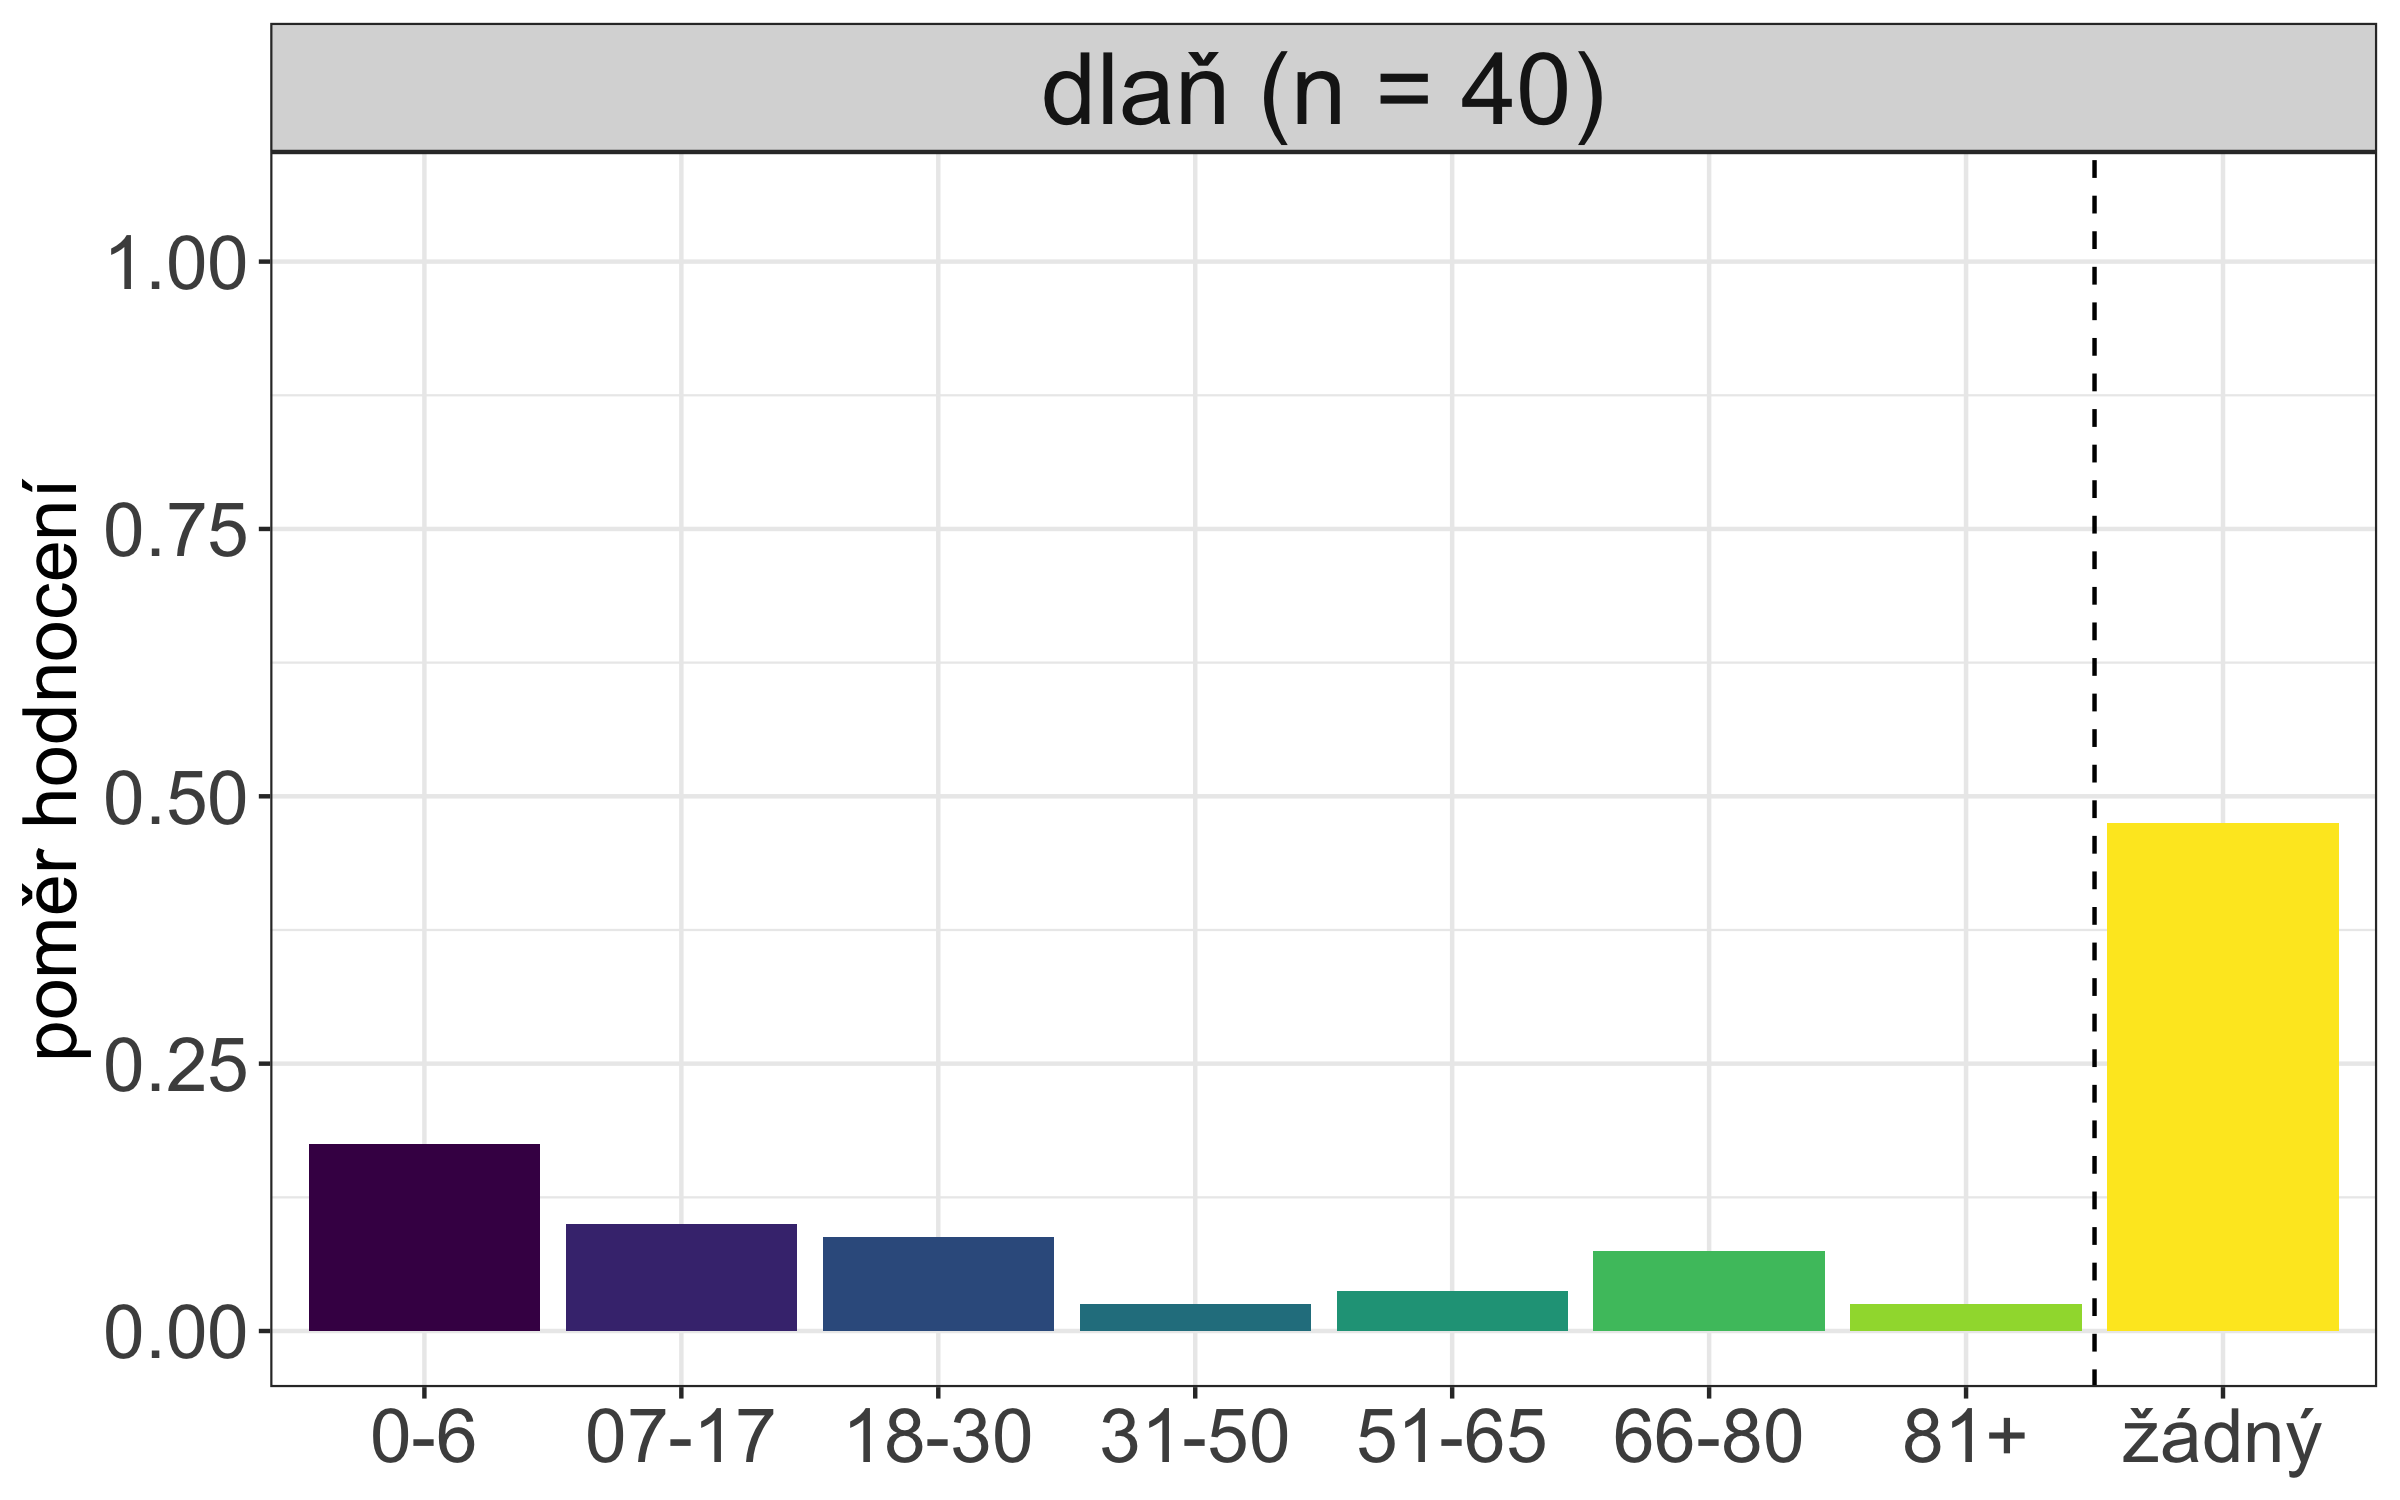 dlaň (n = 40)
poměr hodnocení
1.00
0.75
0.50
0.25
0.00
0-6 07-17 18-30 31-50 51-65 66-80 81+ žádný